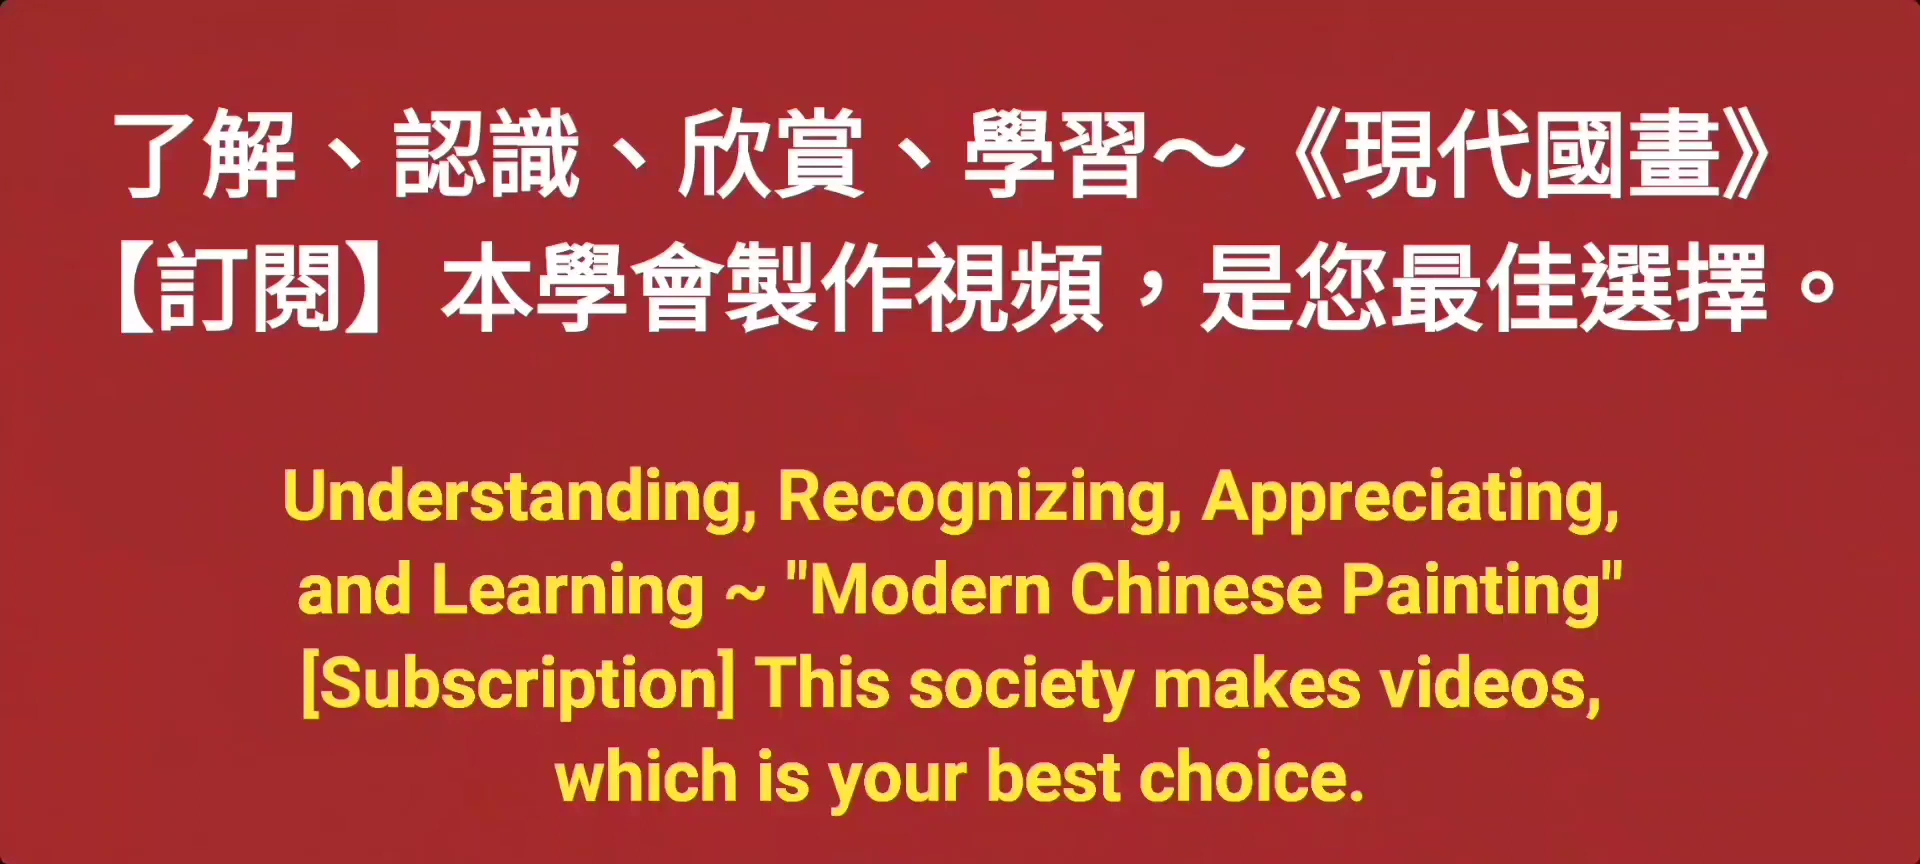 了解、認識、欣賞、學習～《現代國畫》
【訂閱】本學會製作視頻，是您最佳選擇。
Understanding, Recognizing, Appreciating,
and Learning ~ "Modern Chinese Painting"
[Subscription] This society makes videos,
which is your best choice.